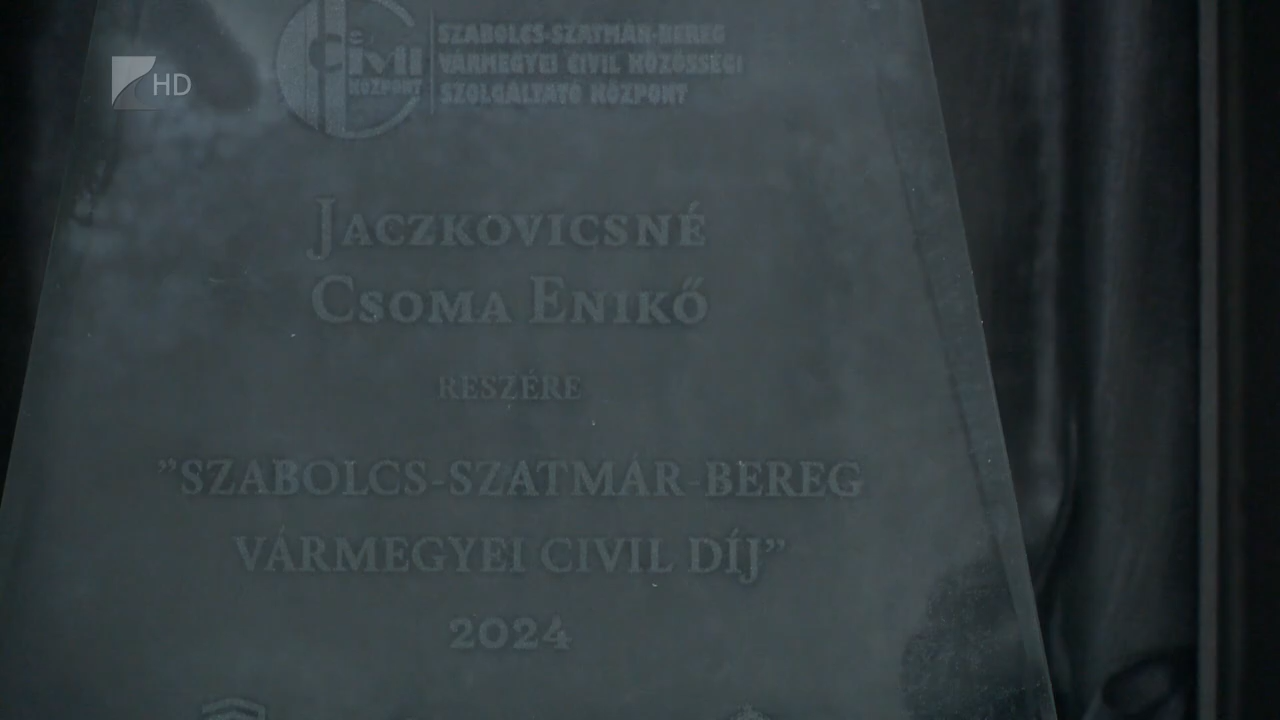 HD
Civil
KÖZPONT
SZABOLCS-SZATMÁR-BEREG
VÁRMEGYEI CIVIL KÖZÖSSÉGI
SZOLGÁLTATÓ KÖZPONT
JACZKOVICSNÉ
CSOMA ENIKŐ
RESZÉRE
”SZABOLCS-SZATMÁR-BEREG
VÁRMEGYEI CIVIL DÍJ”
2024